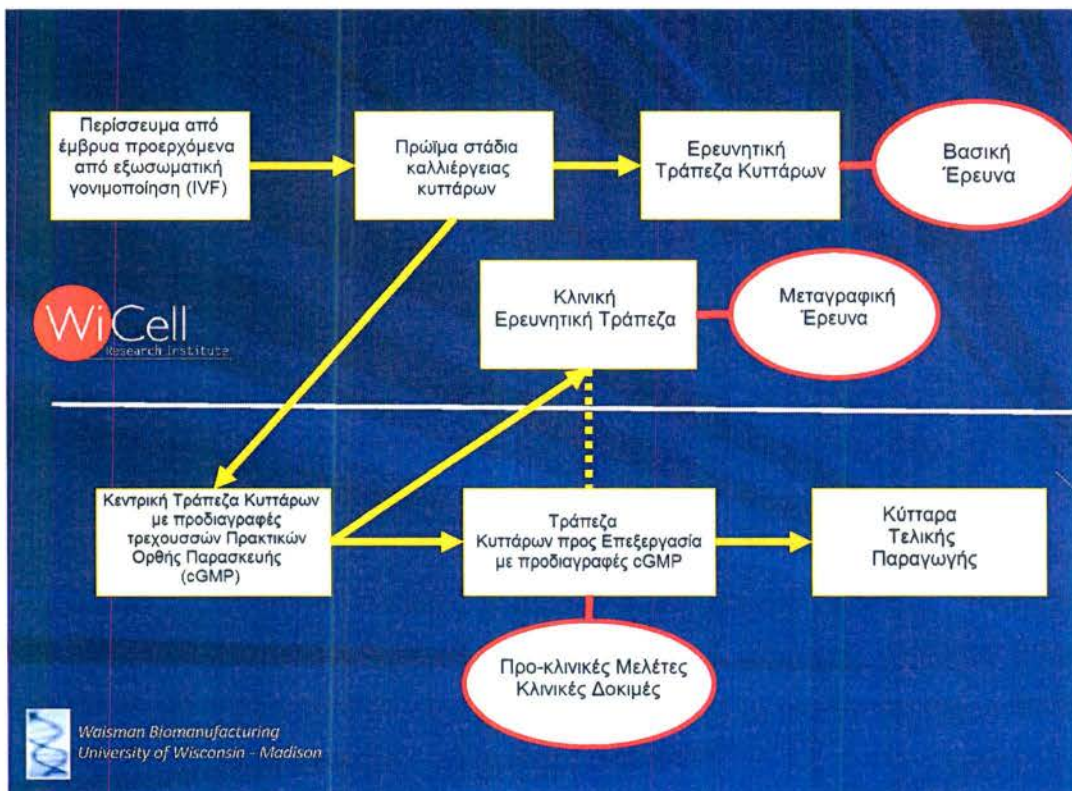 Περίσσευμα από
έμβρυα προερχόμενα
από εξωσωματική
γονιμοποίηση (IVF)
Πρώϊμα στάδια
καλλιέργειας
κυττάρων
Ερευνητική
Τράπεζα Κυττάρων
Βασική
Έρευνα
Κλινική
Ερευνητική Τράπεζα
Μεταγραφική
Έρευνα
WiCell
Research Institute
Κεντρική Τράπεζα Κυττάρων
με προδιαγραφές
τρεχουσσών Πρακτικών
Ορθής Παρασκευής
(cGMP)
Τράπεζα
Κυττάρων προς Επεξεργασία
με προδιαγραφές cGMP
Κύτταρα
Τελικής
Παραγωγής
Προ-κλινικές Μελέτες
Κλινικές Δοκιμές
Waisman Biomanufacturing
University of Wisconsin - Madison